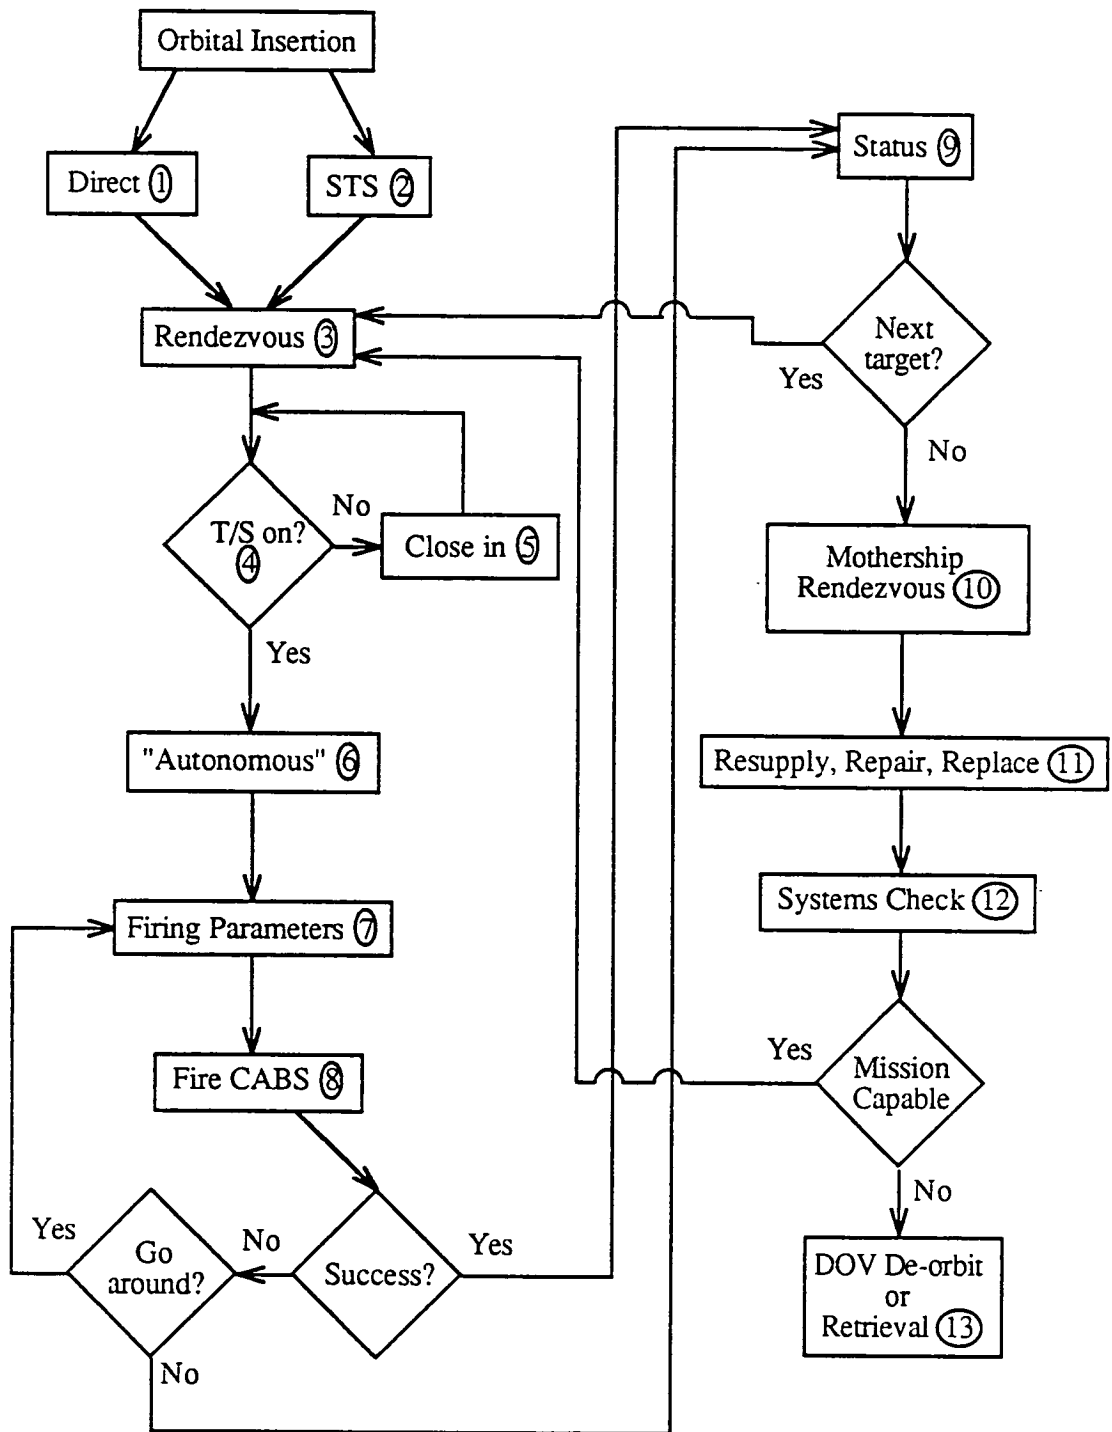 Orbital Insertion
Direct 1
STS 2
Rendezvous 3
T/S on?
4
No
Close in 5
Yes
"Autonomous" 6
Firing Parameters 7
Fire CABS 8
Success?
No
Yes
Go
around?
Yes
No
Status 9
Next
target?
Yes
No
Mothership
Rendezvous 10
Resupply, Repair, Replace 11
Systems Check 12
Mission
Capable
Yes
No
DOV De-orbit
or
Retrieval 13